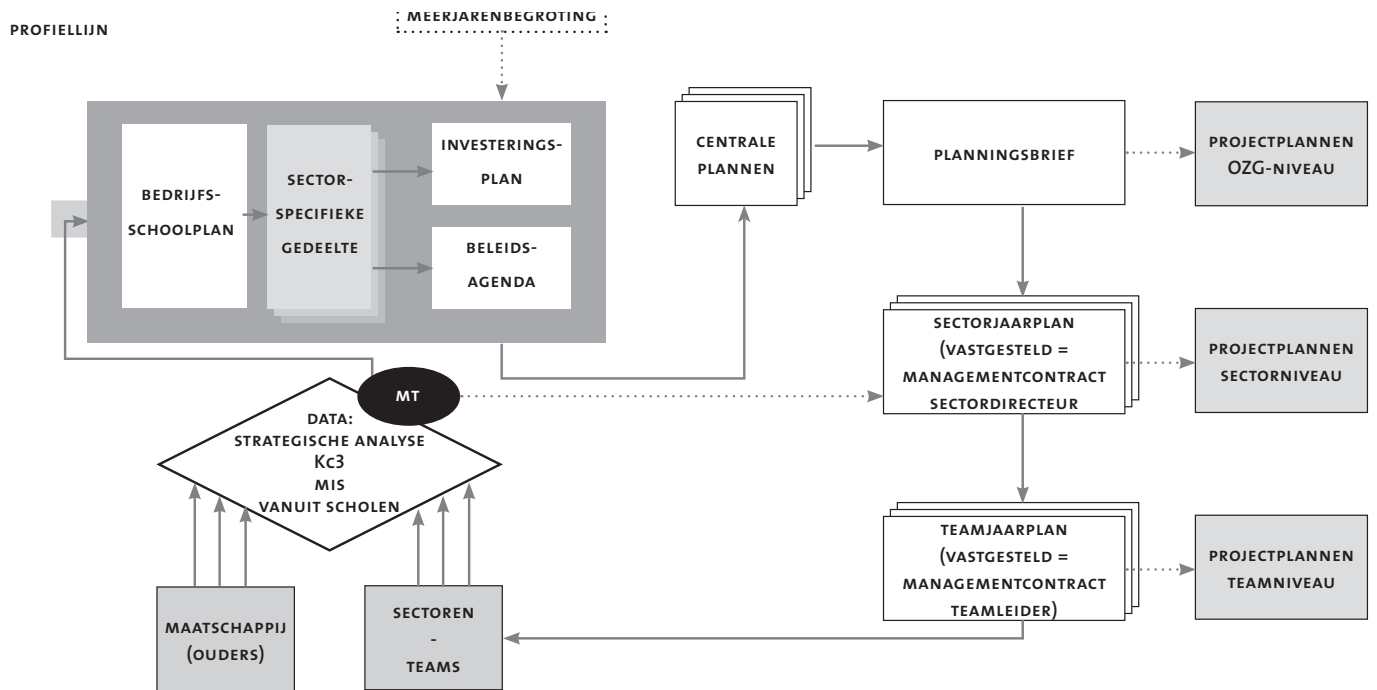 PROFIELLIJN
MEERJARENBEGROTING
BEDRIJFS-
SCHOOLPLAN
SECTOR-
SPECIFIEKE
GEDEELTE
INVESTERINGS-
PLAN
BELEIDS-
AGENDA
CENTRALE
PLANNEN
PLANNINGSBRIEF
PROJECTPLANNEN
OZG-NIVEAU
SECTORJAARPLAN
(VASTGESTELD =
MANAGEMENTCONTRACT
SECTORDIRECTEUR
PROJECTPLANNEN
SECTORNIVEAU
MT
DATA:
STRATEGISCHE ANALYSE
Kc3
MIS
VANUIT SCHOLEN
TEAMJAARPLAN
(VASTGESTELD =
MANAGEMENTCONTRACT
TEAMLEIDER)
PROJECTPLANNEN
TEAMNIVEAU
MAATSCHAPPIJ
(OUDERS)
SECTOREN
-
TEAMS